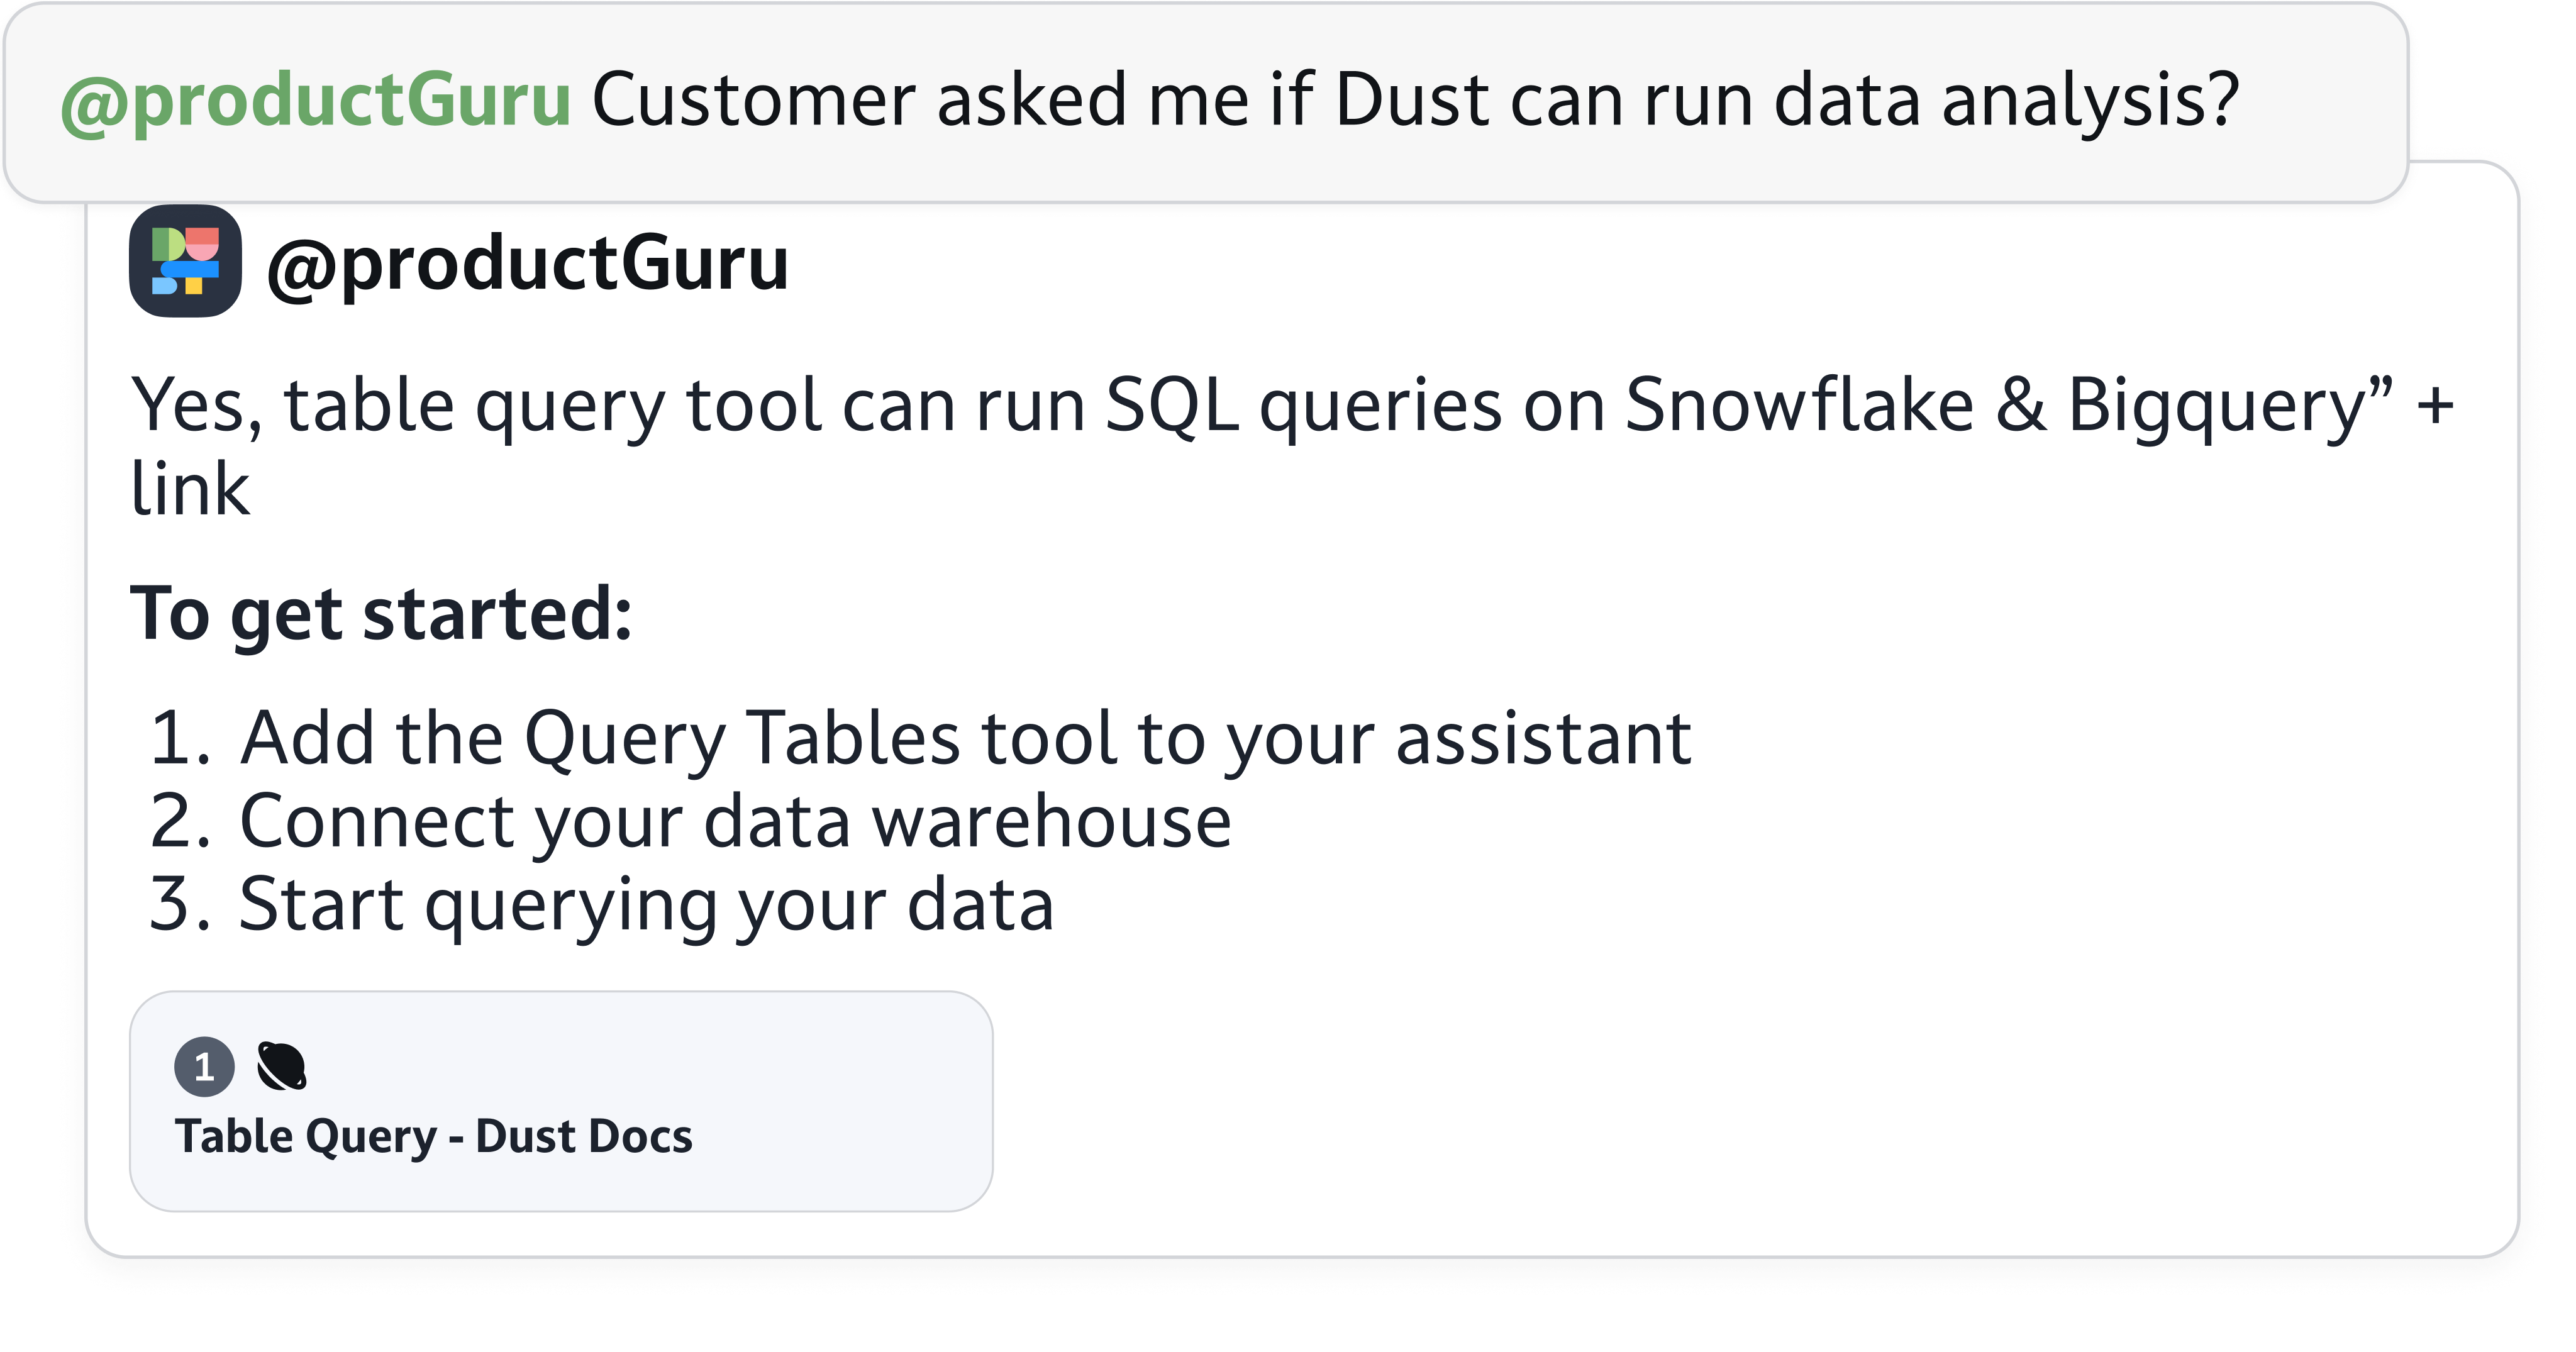 @productGuru Customer asked me if Dust can run data analysis?
@productGuru
Yes, table query tool can run SQL queries on Snowflake & Bigquery” +
link
To get started:
1. Add the Query Tables tool to your assistant
2. Connect your data warehouse
3. Start querying your data
1
Table Query - Dust Docs